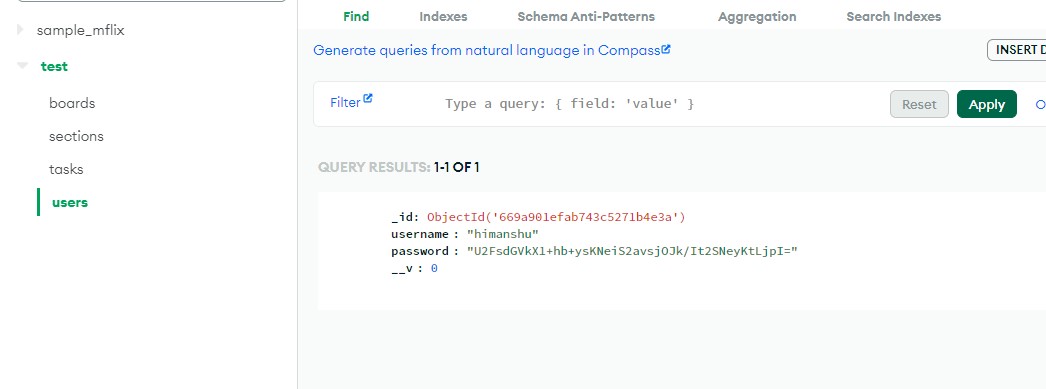 sample_mflix
test
boards
sections
tasks
users
Find Indexes Schema Anti-Patterns Aggregation Search Indexes
Generate queries from natural language in Compass
INSERT D
Filter Type a query: { field: 'value' } Reset Apply O
QUERY RESULTS: 1-1 OF 1
_id: ObjectId('669a901efab743c5271b4e3a')
username : "himanshu"
password : "U2FsdGVkX1+hb+ysKNeiS2avsjOJk/It2SNeyKtLjpI="
__v : 0